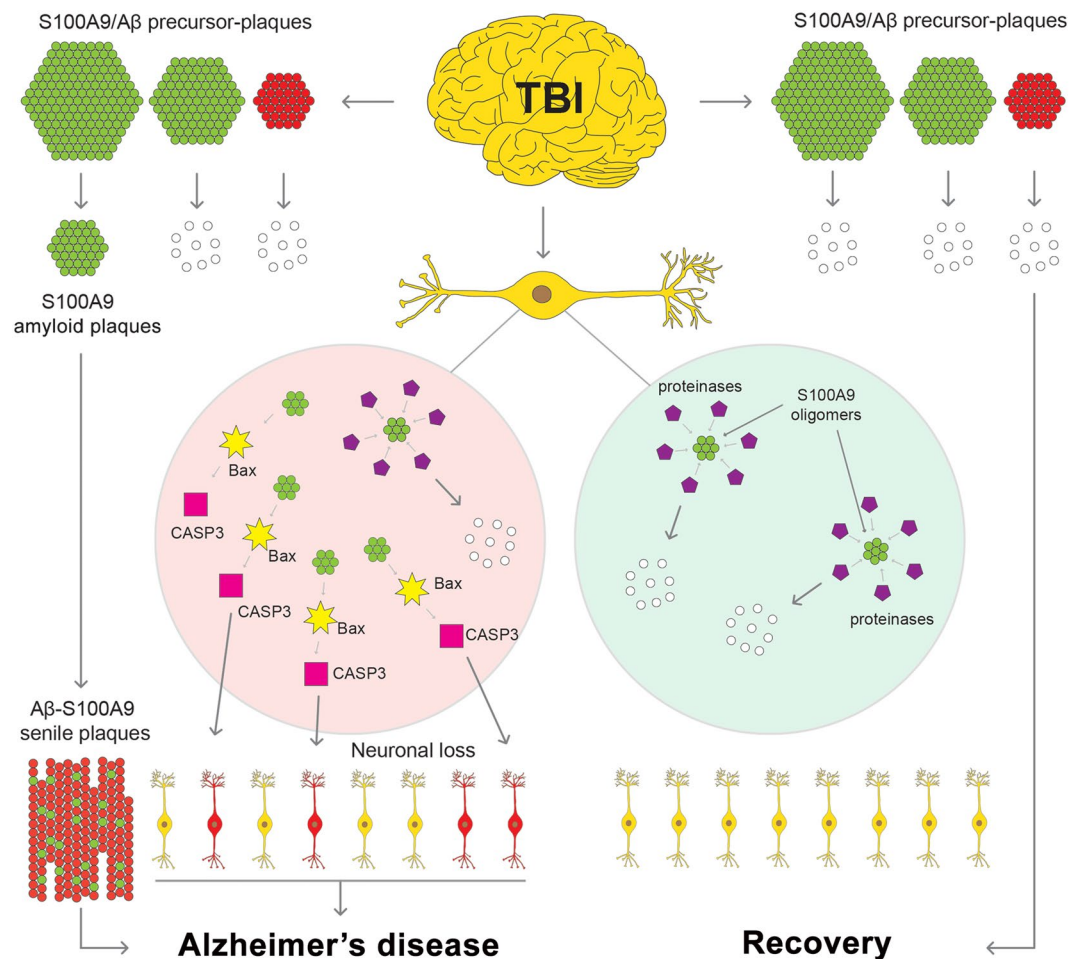 S100A9/Aβ precursor-plaques
S100A9/Aβ precursor-plaques
TBI
S100A9
amyloid plaques
proteinases
S100A9
oligomers
Bax
CASP3
Bax
CASP3
Bax
CASP3
Bax
CASP3
proteinases
Aβ-S100A9
senile plaques
Neuronal loss
Alzheimer’s disease
Recovery